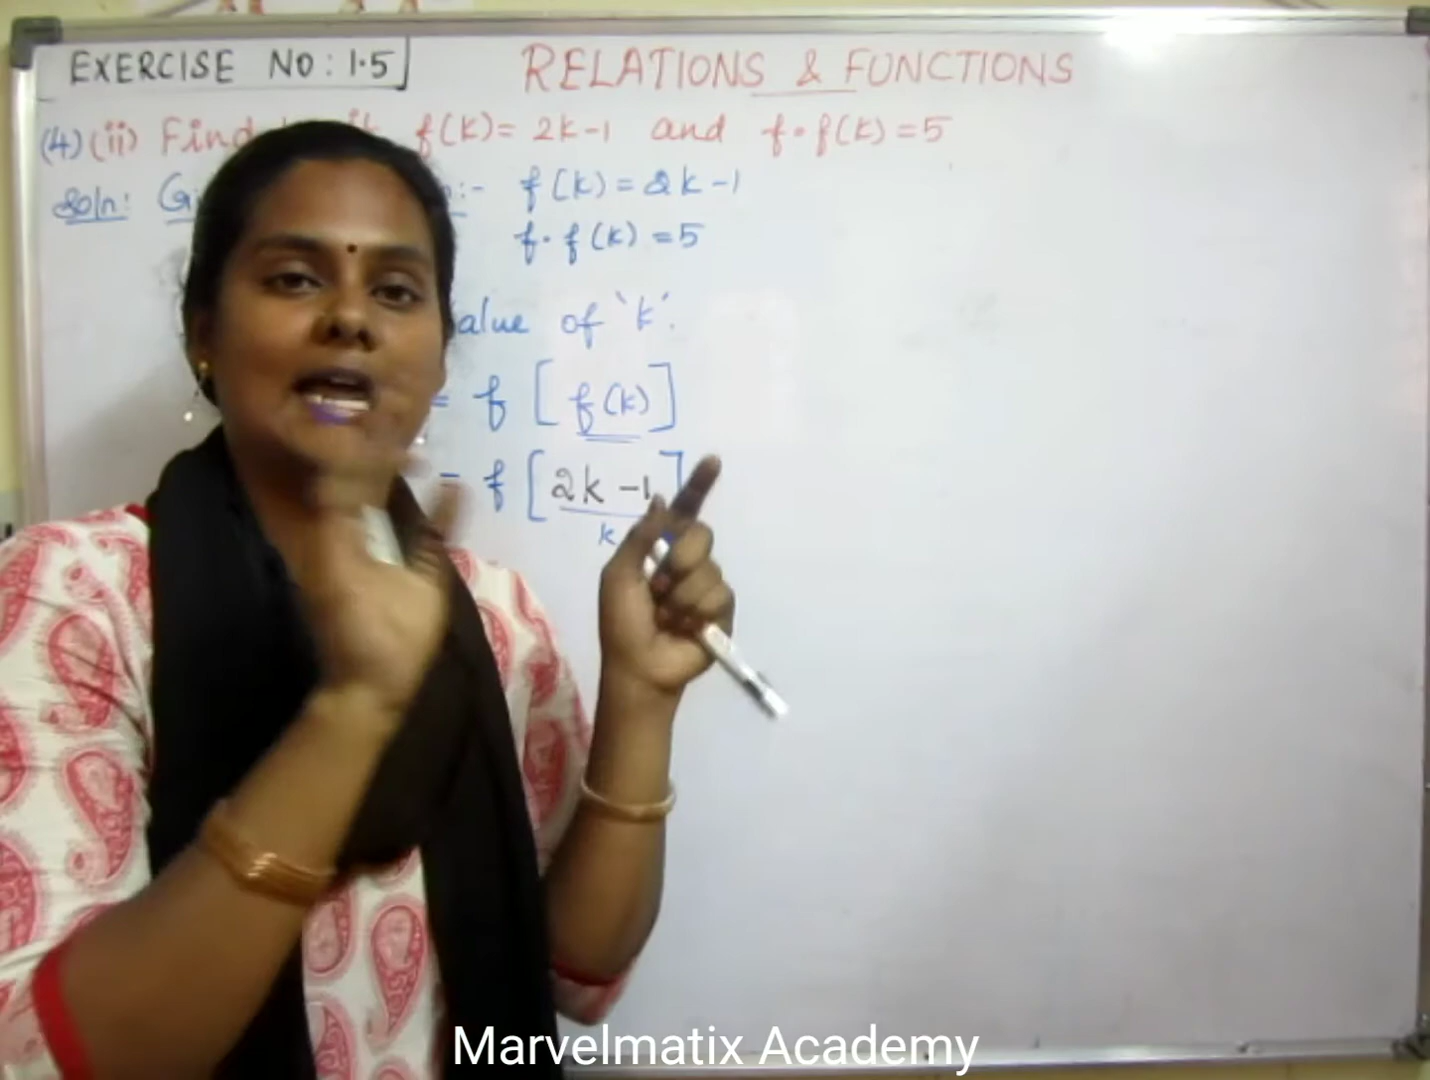 EXERCISE NO: 1.5
RELATIONS & FUNCTIONS
(4) (ii) Find f(k) = 2k-1 and f∘f(k) = 5
Soln: f(k) = 2k-1
f∘f(k) = 5
value of 'k'.
= f [ f(k) ]
= f [ 2k - 1 ]
k
Marvelmatix Academy